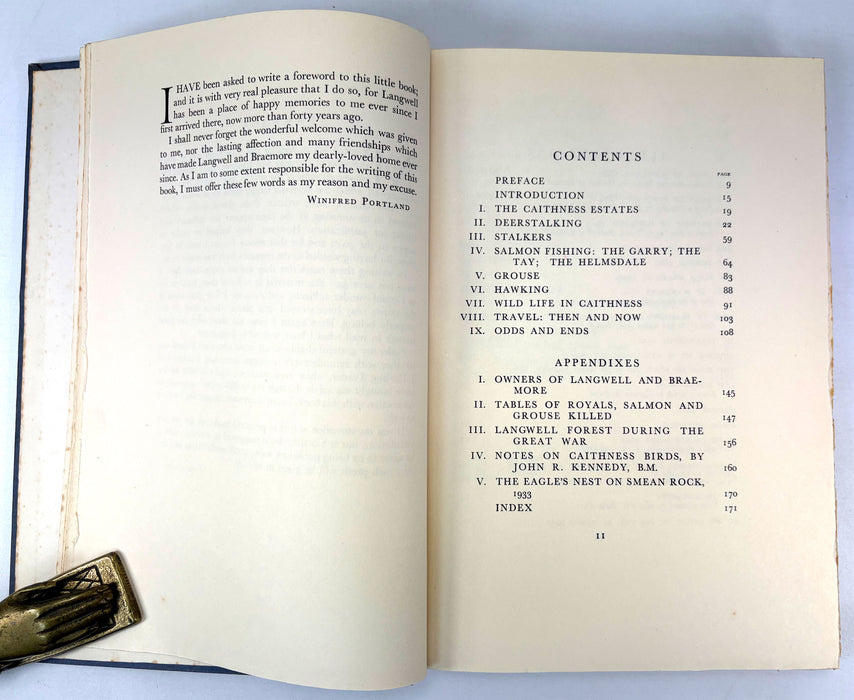 I HAVE been asked to write a foreword to this little book;
and it is with very real pleasure that I do so, for Langwell
has been a place of happy memories to me ever since I
first arrived there, now more than forty years ago.
I shall never forget the wonderful welcome which was given
to me, nor the lasting affection and many friendships which
have made Langwell and Braemore my dearly-loved home ever
since. As I am to some extent responsible for the writing of this
book, I must offer these few words as my reason and my excuse.
WINIFRED PORTLAND
CONTENTS
PAGE
PREFACE 9
INTRODUCTION 15
I. THE CAITHNESS ESTATES 19
II. DEERSTALKING 22
III. STALKERS 59
IV. SALMON FISHING: THE GARRY; THE
TAY; THE HELMSDALE 64
V. GROUSE 83
VI. HAWKING 88
VII. WILD LIFE IN CAITHNESS 91
VIII. TRAVEL: THEN AND NOW 103
IX. ODDS AND ENDS 108
APPENDIXES
I. OWNERS OF LANGWELL AND BRAE-
MORE 145
II. TABLES OF ROYALS, SALMON AND
GROUSE KILLED 147
III. LANGWELL FOREST DURING THE
GREAT WAR 156
IV. NOTES ON CAITHNESS BIRDS, BY
JOHN R. KENNEDY, B.M. 160
V. THE EAGLE'S NEST ON SMEAN ROCK,
1933 170
INDEX 171
11